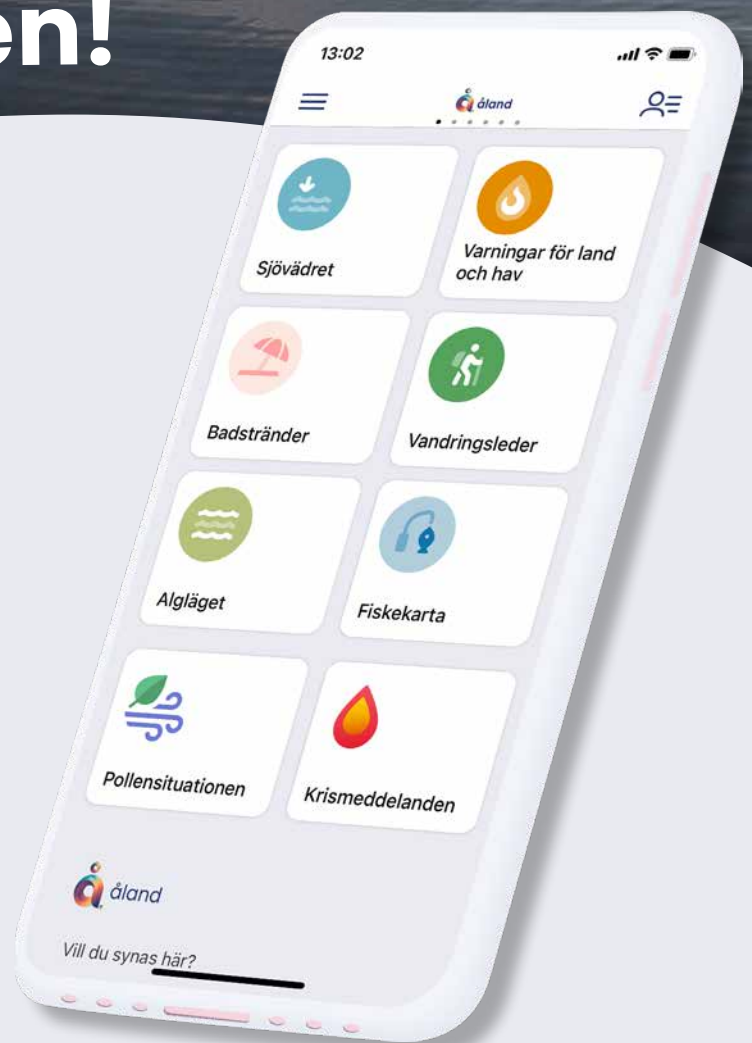 en!
13:02
åland
Sjövädret
Varningar för land
och hav
Badstränder
Vandringsleder
Algläget
Fiskekarta
Pollensituationen
Krismeddelanden
åland
Vill du synas här?